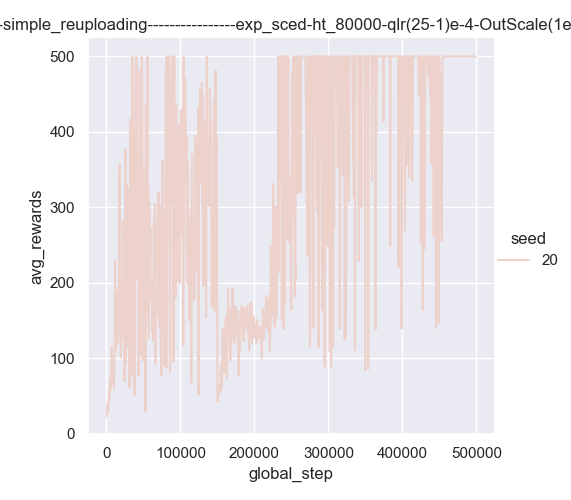 -simple_reuploading----------------exp_sced-ht_80000-qlr(25-1)e-4-OutScale(1e
500
400
300
200
100
0
avg_rewards
0 100000 200000 300000 400000 500000
global_step
seed
20